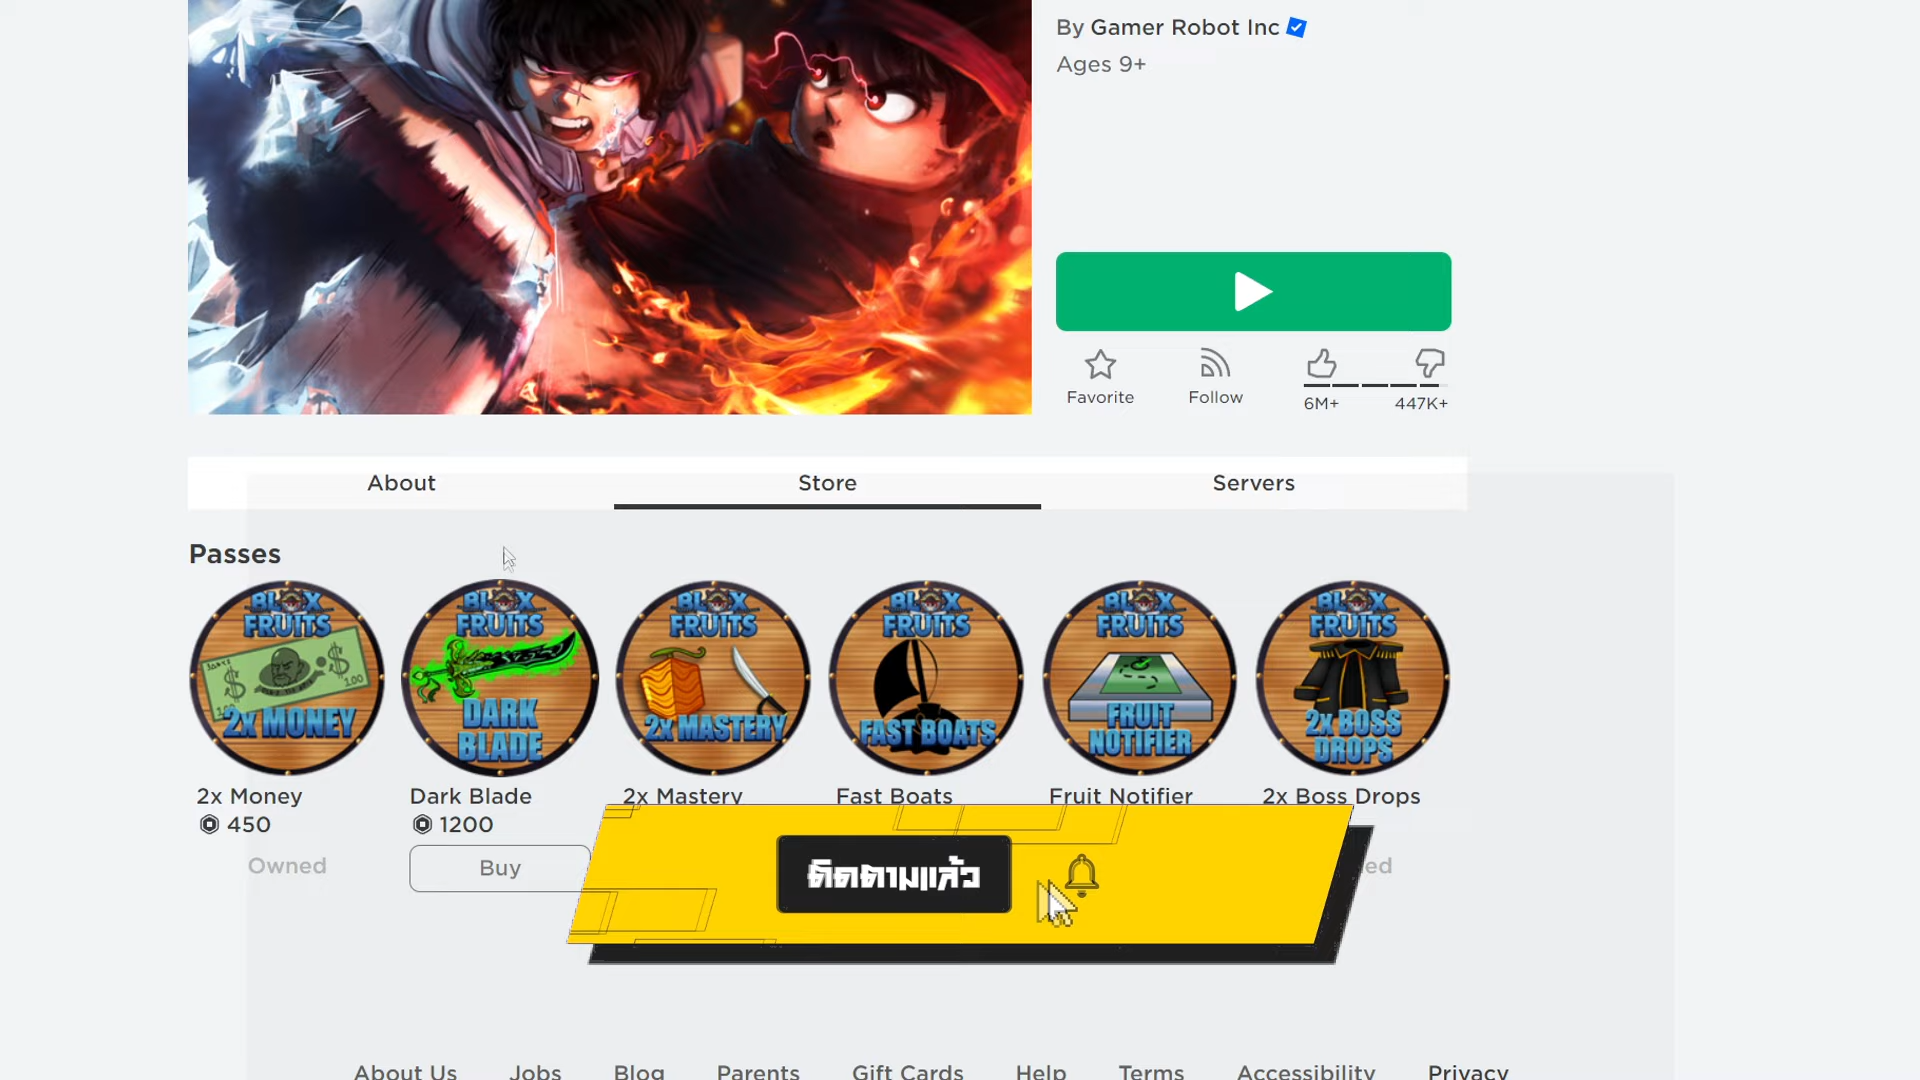 By Gamer Robot Inc
Ages 9+
Favorite
Follow
6M+
447K+
About
Store
Servers
Passes
BLOX FRUITS
2X MONEY
BLOX FRUITS
DARK BLADE
BLOX FRUITS
2X MASTERY
BLOX FRUITS
FAST BOATS
BLOX FRUITS
FRUIT NOTIFIER
BLOX FRUITS
2X BOSS DROPS
2x Money
450
Owned
Dark Blade
1200
Buy
2x Mastery
Fast Boats
Fruit Notifier
2x Boss Drops
ติดตามแล้ว
About Us
Jobs
Blog
Parents
Gift Cards
Help
Terms
Accessibility
Privacy